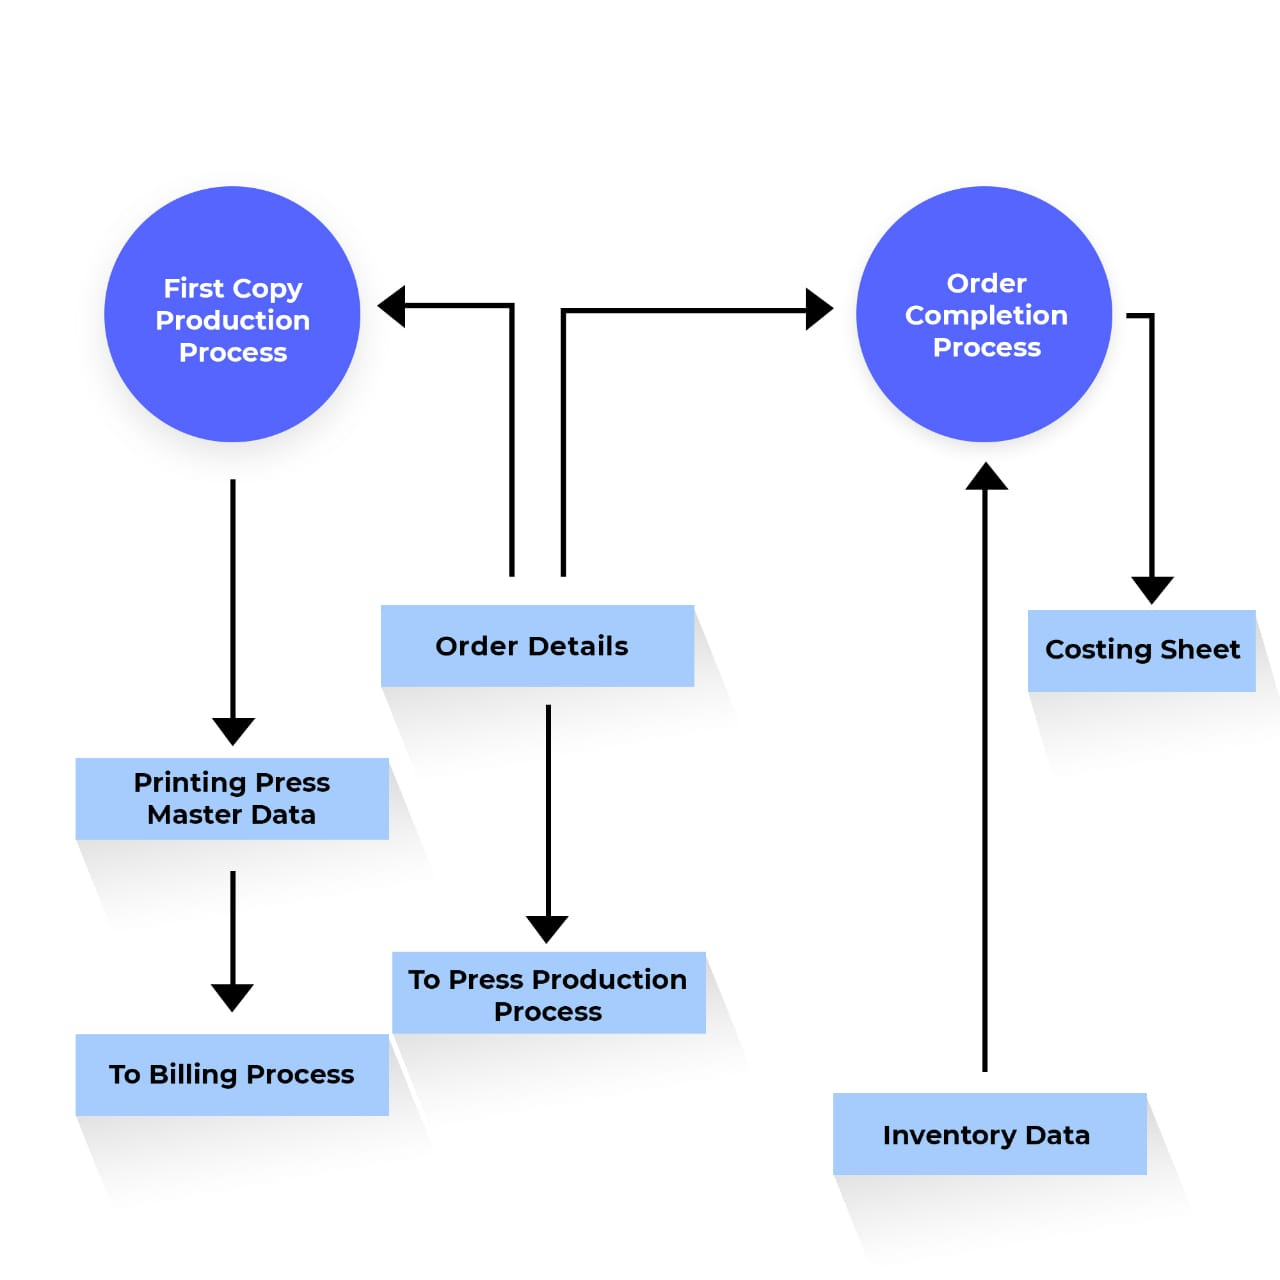 First Copy
Production
Process
Order
Completion
Process
Order Details
Costing Sheet
Printing Press
Master Data
To Press Production
Process
To Billing Process
Inventory Data